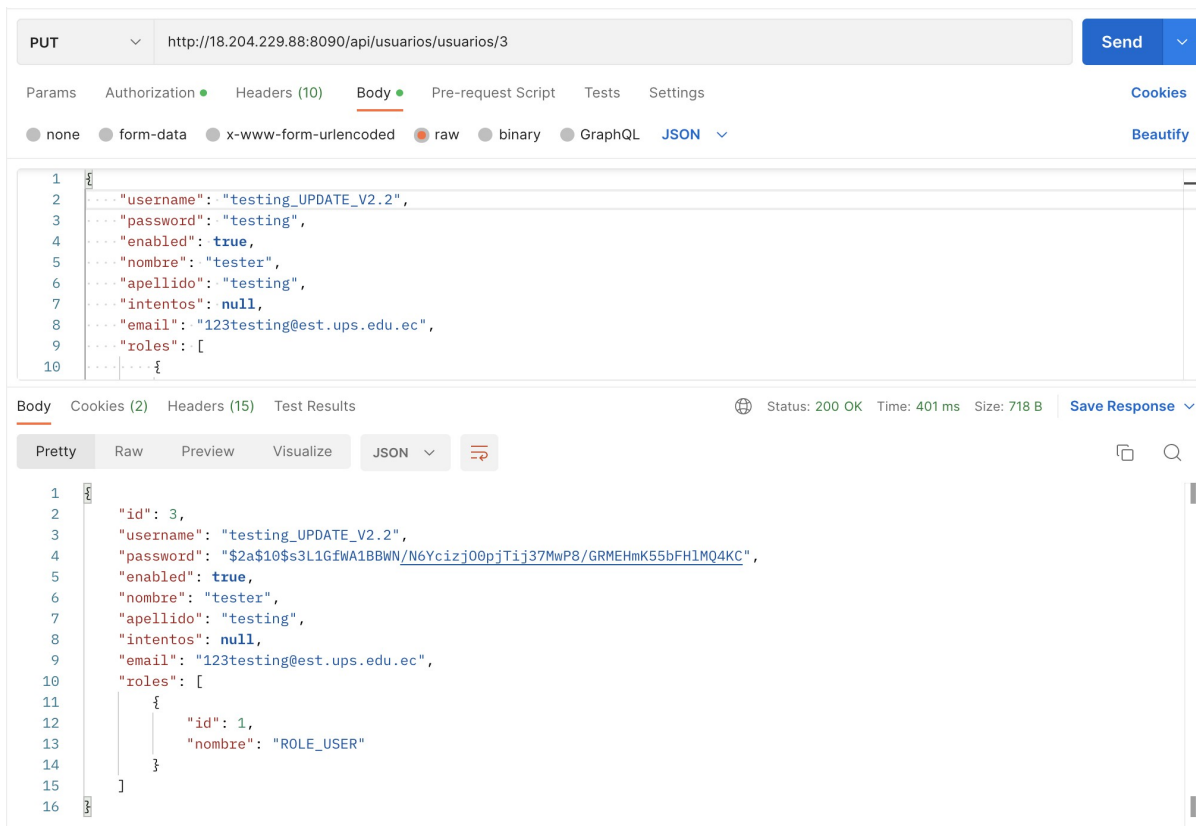 PUT http://18.204.229.88:8090/api/usuarios/usuarios/3 Send
Params Authorization Headers (10) Body Pre-request Script Tests Settings Cookies
none form-data x-www-form-urlencoded raw binary GraphQL JSON Beautify
1 {
2 "username": "testing_UPDATE_V2.2",
3 "password": "testing",
4 "enabled": true,
5 "nombre": "tester",
6 "apellido": "testing",
7 "intentos": null,
8 "email": "123testing@est.ups.edu.ec",
9 "roles": [
10 {
Body Cookies (2) Headers (15) Test Results Status: 200 OK Time: 401 ms Size: 718 B Save Response
Pretty Raw Preview Visualize JSON
1 {
2 "id": 3,
3 "username": "testing_UPDATE_V2.2",
4 "password": "$2a$10$s3L1GfWA1BBWN/N6YcizjO0pjTij37MwP8/GRMEHmK55bFHlMQ4KC",
5 "enabled": true,
6 "nombre": "tester",
7 "apellido": "testing",
8 "intentos": null,
9 "email": "123testing@est.ups.edu.ec",
10 "roles": [
11 {
12 "id": 1,
13 "nombre": "ROLE_USER"
14 }
15 ]
16 }